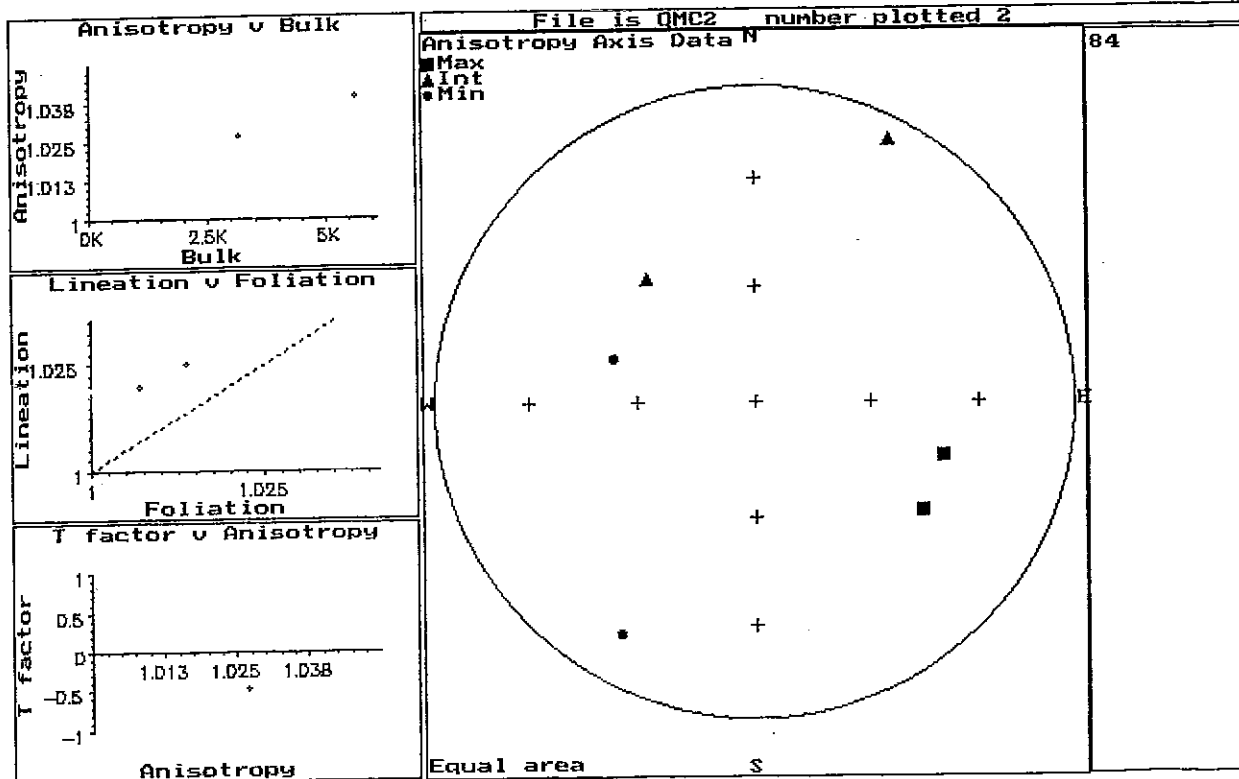 File is QMC2 number plotted 2
Anisotropy v Bulk
Anisotropy
1.038
1.025
1.013
1
0K 2.5K 5K
Bulk
Lineation v Foliation
Lineation
1
1.025
1
1 1.025
Foliation
T factor v Anisotropy
T factor
1
0.5
0
-0.5
-1
1.013 1.025 1.038
Anisotropy
Anisotropy Axis Data
Max
Int
Min
N
W
E
S
Equal area
84